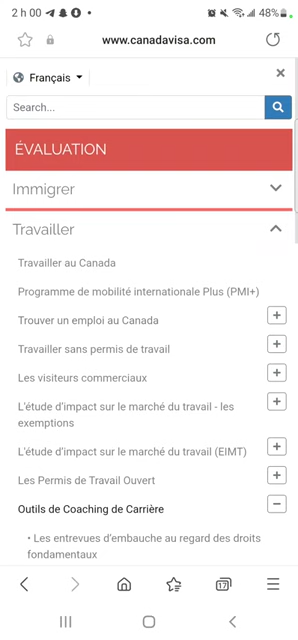 2 h 00
48%
www.canadavisa.com
Français
Search...
ÉVALUATION
Immigrer
Travailler
Travailler au Canada
Programme de mobilité internationale Plus (PMI+)
Trouver un emploi au Canada
Travailler sans permis de travail
Les visiteurs commerciaux
L'étude d'impact sur le marché du travail - les
exemptions
L'étude d'impact sur le marché du travail (EIMT)
Les Permis de Travail Ouvert
Outils de Coaching de Carrière
• Les entrevues d'embauche au regard des droits
fondamentaux
17